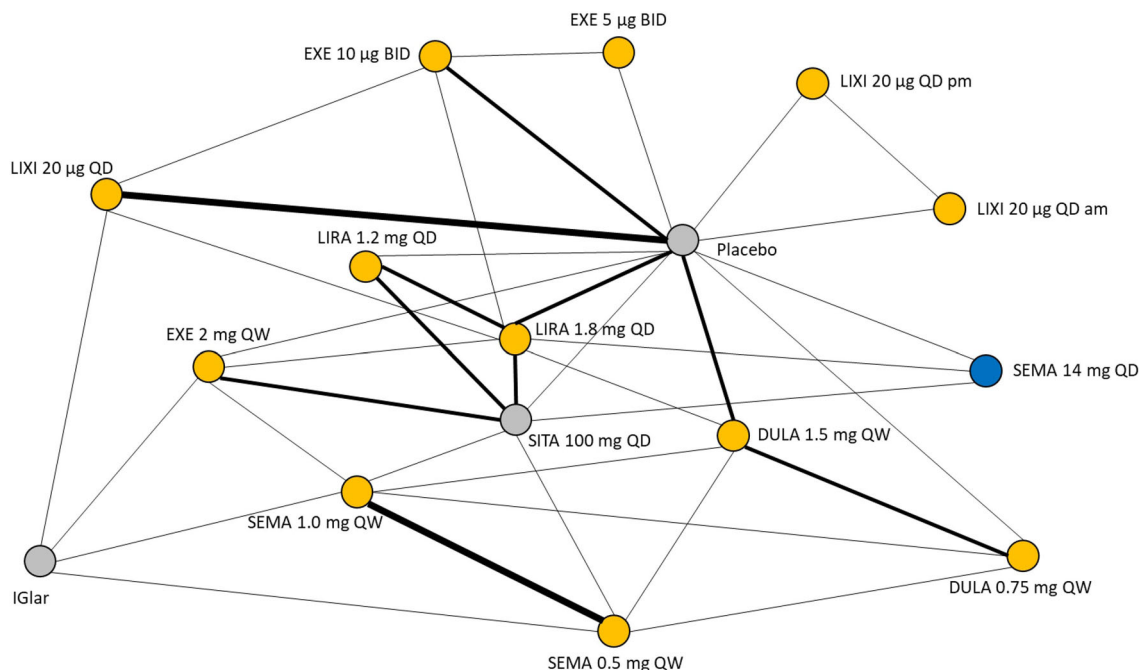 EXE 5 µg BID
EXE 10 µg BID
LIXI 20 µg QD pm
LIXI 20 µg QD
LIXI 20 µg QD am
LIRA 1.2 mg QD
Placebo
EXE 2 mg QW
LIRA 1.8 mg QD
SEMA 14 mg QD
SITA 100 mg QD
DULA 1.5 mg QW
SEMA 1.0 mg QW
IGlar
DULA 0.75 mg QW
SEMA 0.5 mg QW